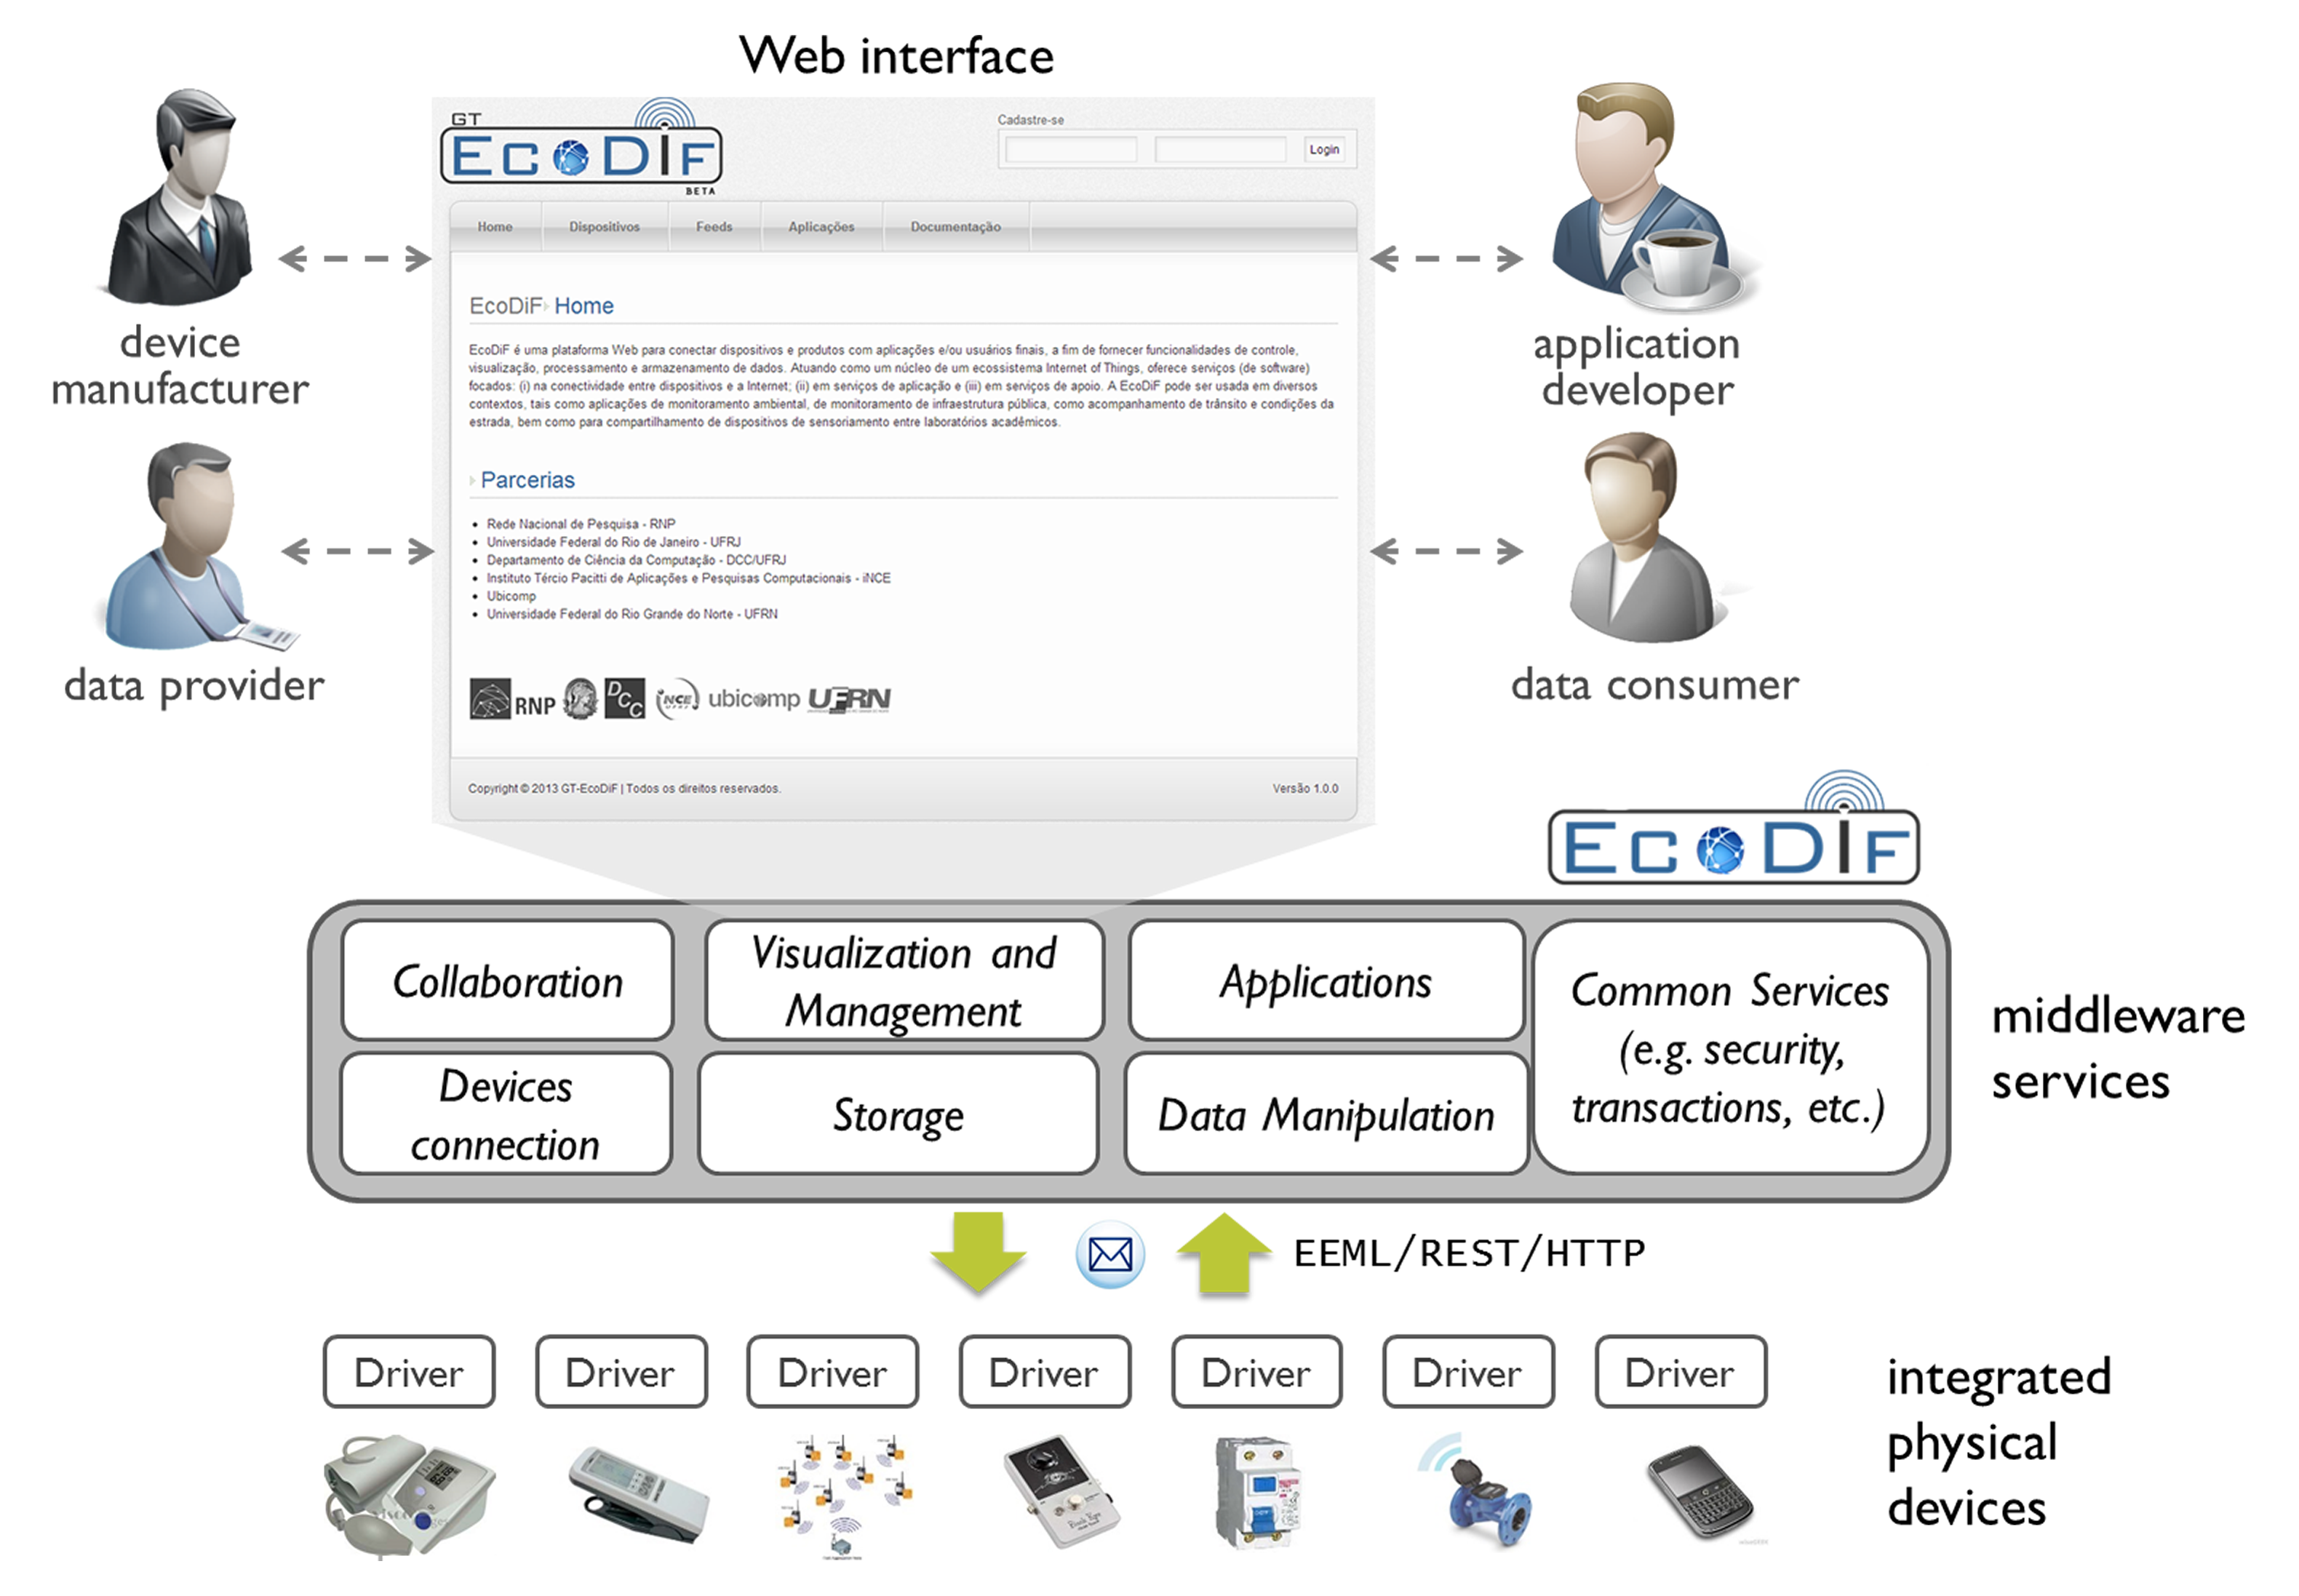 Web interface
GT
EcoDiF
BETA
Cadastre-se
Login
Home
Dispositivos
Feeds
Aplicações
Documentação
EcoDiF Home
EcoDiF é uma plataforma Web para conectar dispositivos e produtos com aplicações e/ou usuários finais, a fim de fornecer funcionalidades de controle,
visualização, processamento e armazenamento de dados. Atuando como um núcleo de um ecossistema Internet of Things, oferece serviços (de software)
focados: (i) na conectividade entre dispositivos e a Internet; (ii) em serviços de aplicação e (iii) em serviços de apoio. A EcoDiF pode ser usada em diversos
contextos, tais como aplicações de monitoramento ambiental, de monitoramento de infraestrutura pública, como acompanhamento de trânsito e condições da
estrada, bem como para compartilhamento de dispositivos de sensoriamento entre laboratórios acadêmicos.
Parcerias
• Rede Nacional de Pesquisa - RNP
• Universidade Federal do Rio de Janeiro - UFRJ
• Departamento de Ciência da Computação - DCC/UFRJ
• Instituto Tércio Pacitti de Aplicações e Pesquisas Computacionais - iNCE
• Ubicomp
• Universidade Federal do Rio Grande do Norte - UFRN
RNP
DCC
iNCE
ubicomp
UFRN
Copyright © 2013 GT-EcoDiF | Todos os direitos reservados.
Versão 1.0.0
device
manufacturer
data provider
application
developer
data consumer
EcoDiF
Collaboration
Visualization and
Management
Applications
Common Services
(e.g. security,
transactions, etc.)
Devices
connection
Storage
Data Manipulation
middleware
services
EEML/REST/HTTP
Driver
Driver
Driver
Driver
Driver
Driver
Driver
integrated
physical
devices